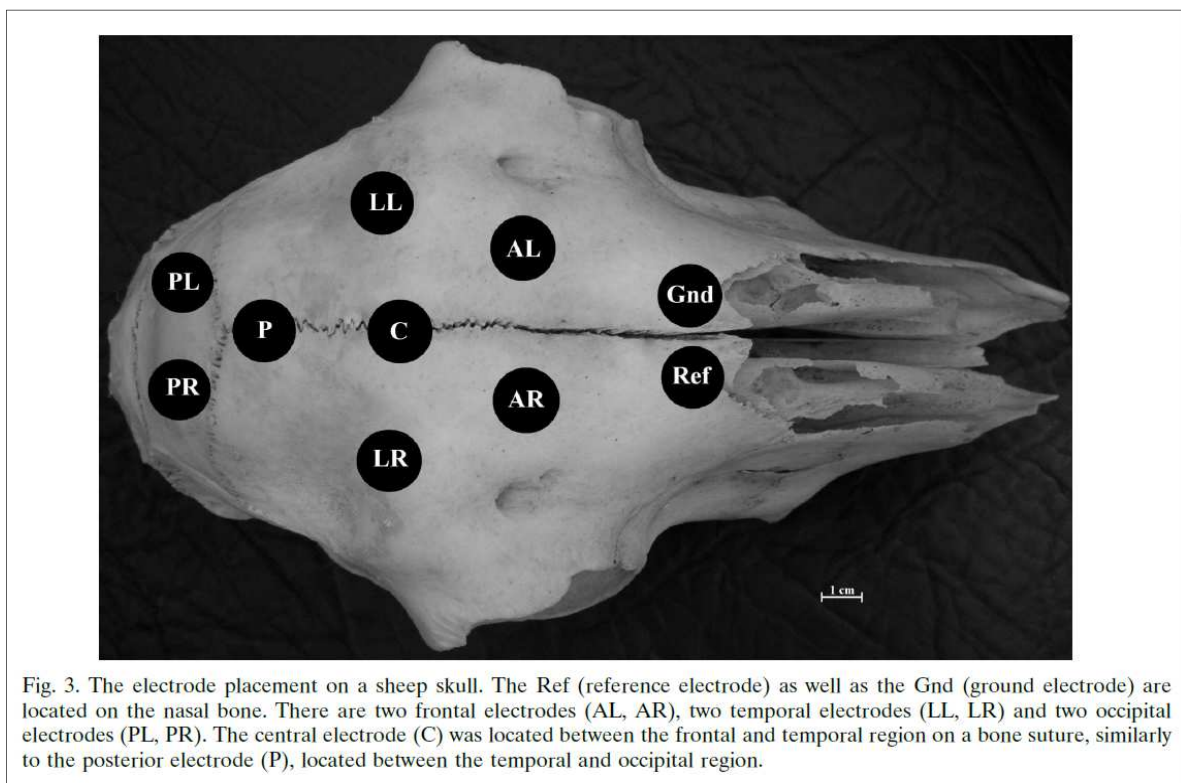 LL
AL
PL
Gnd
P
C
Ref
PR
AR
LR
1 cm
Fig. 3. The electrode placement on a sheep skull. The Ref (reference electrode) as well as the Gnd (ground electrode) are
located on the nasal bone. There are two frontal electrodes (AL, AR), two temporal electrodes (LL, LR) and two occipital
electrodes (PL, PR). The central electrode (C) was located between the frontal and temporal region on a bone suture, similarly
to the posterior electrode (P), located between the temporal and occipital region.